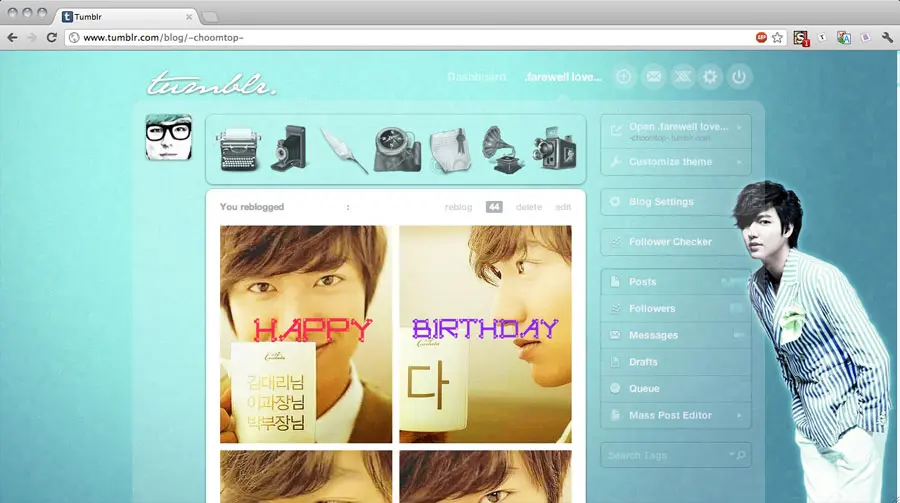 Tumblr
www.tumblr.com/blog/-choomtop-
tumblr.
Dashboard .farewell love...
Open .farewell love...
-choomtop-.tumblr.com
Customize theme
You reblogged : reblog 44 delete edit
Blog Settings
Follower Checker
Posts
Followers
Messages
Drafts
Queue
Mass Post Editor
Search Tags
HAPPY BIRTHDAY
김대리님
이과장님
박부장님
다